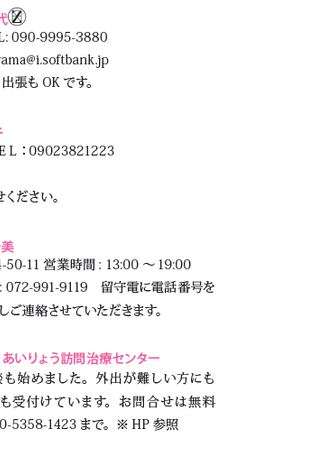 代Ⓩ
L: 090-9995-3880
ama@i.softbank.jp
出張も OK です。
ＥＬ：09023821223
せください。
美
-50-11 営業時間 : 13:00 ～ 19:00
: 072-991-9119　留守電に電話番号を
しご連絡させていただきます。
あいりょう訪問治療センター
も始めました。外出が難しい方にも
も受付けています。お問合せは無料
0-5358-1423 まで。※ HP 参照